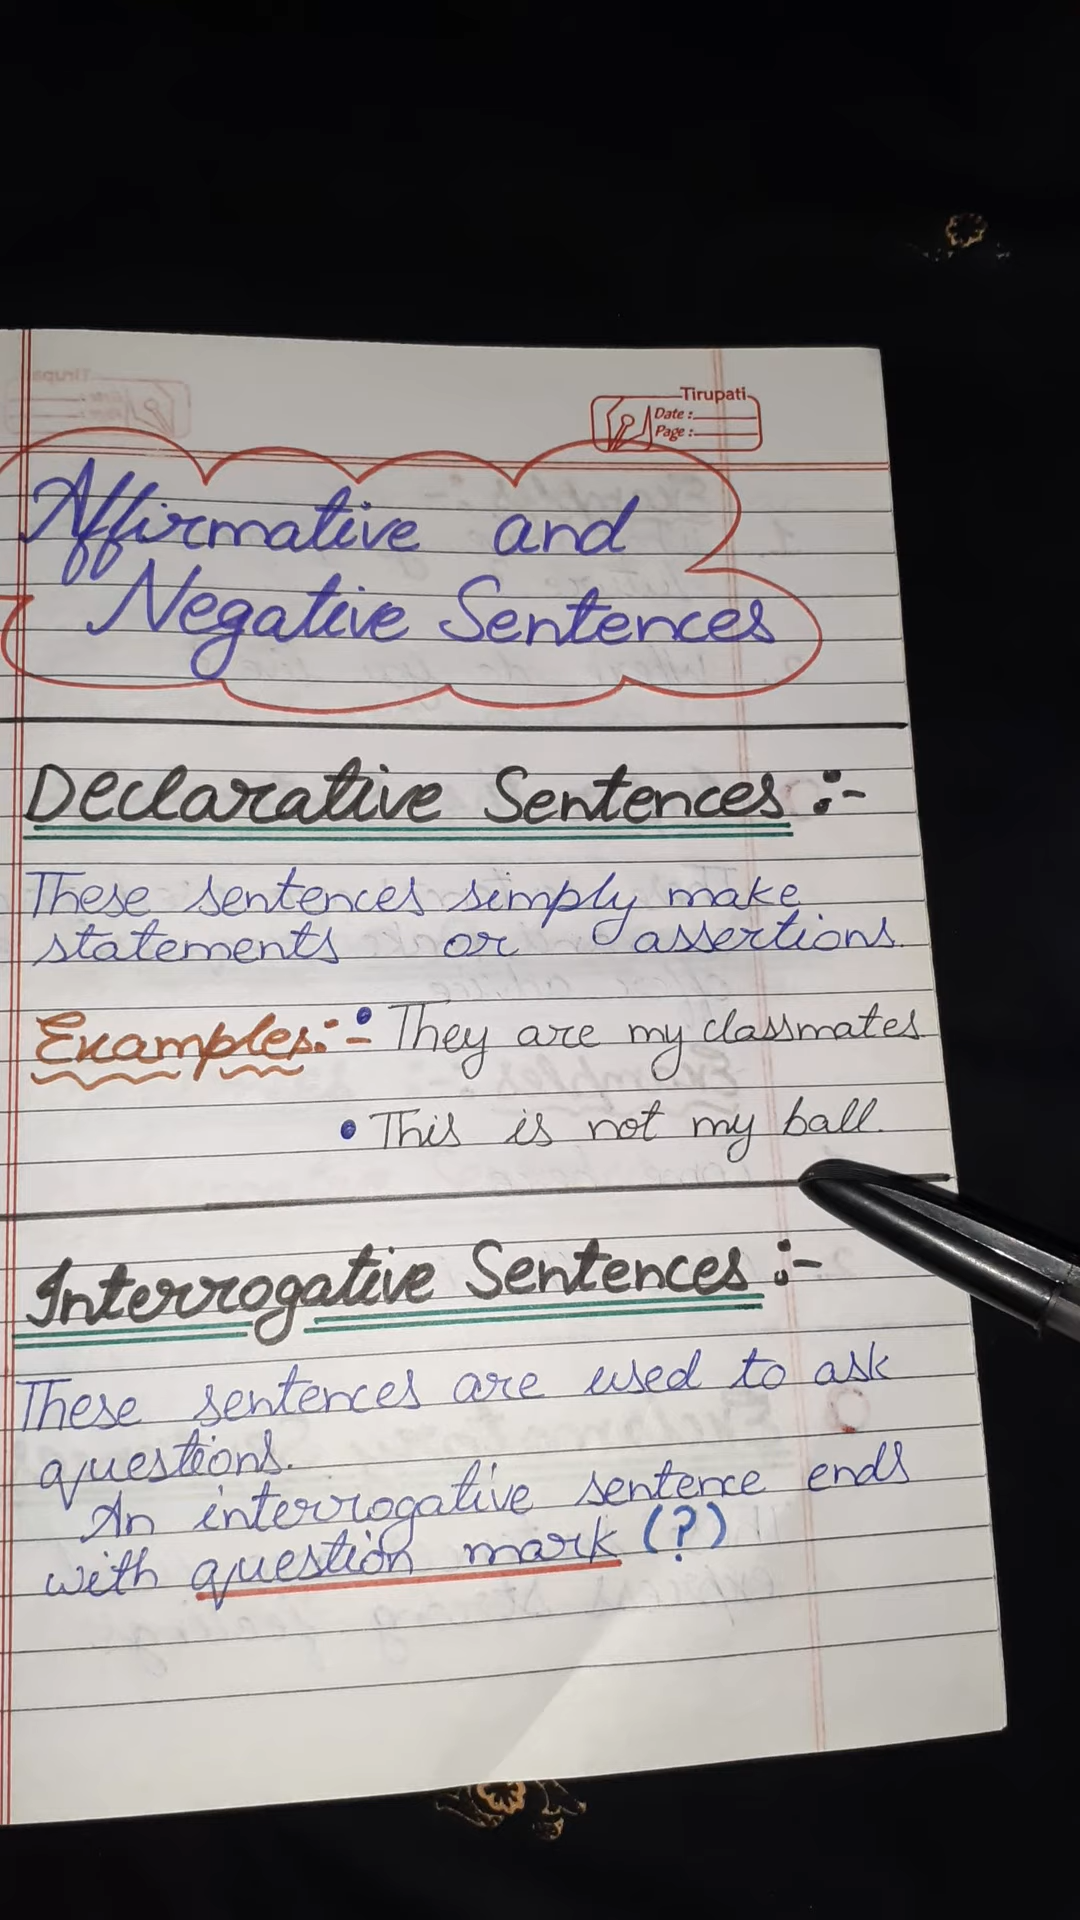 Tirupati
Date:
Page:
Affirmative and
Negative Sentences
Declarative Sentences :-
These sentences simply make
statements or assertions.
Examples:- • They are my classmates.
• This is not my ball.
Interrogative Sentences :-
These sentences are used to ask
questions.
An interrogative sentence ends
with question mark (?)